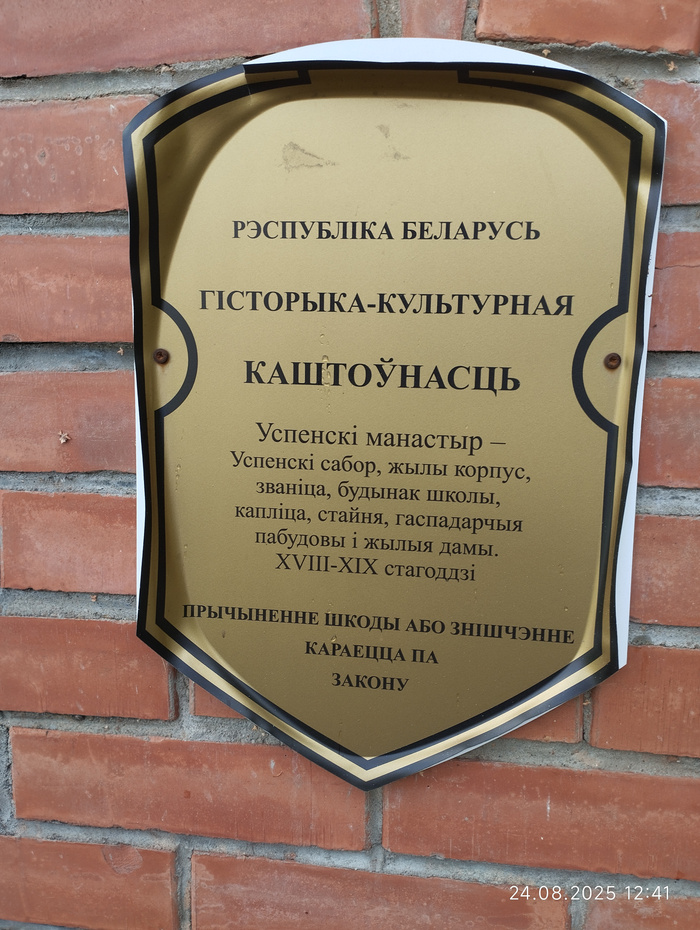 РЭСПУБЛІКА БЕЛАРУСЬ
ГІСТОРЫКА-КУЛЬТУРНАЯ
КАШТОЎНАСЦЬ
Успенскі манастыр –
Успенскі сабор, жылы корпус,
званіца, будынак школы,
капліца, стайня, гаспадарчыя
пабудовы і жылыя дамы.
XVIII-XIX стагоддзі
ПРЫЧЫНЕННЕ ШКОДЫ АБО ЗНІШЧЭННЕ
КАРАЕЦЦА ПА
ЗАКОНУ
24.08.2025 12:41